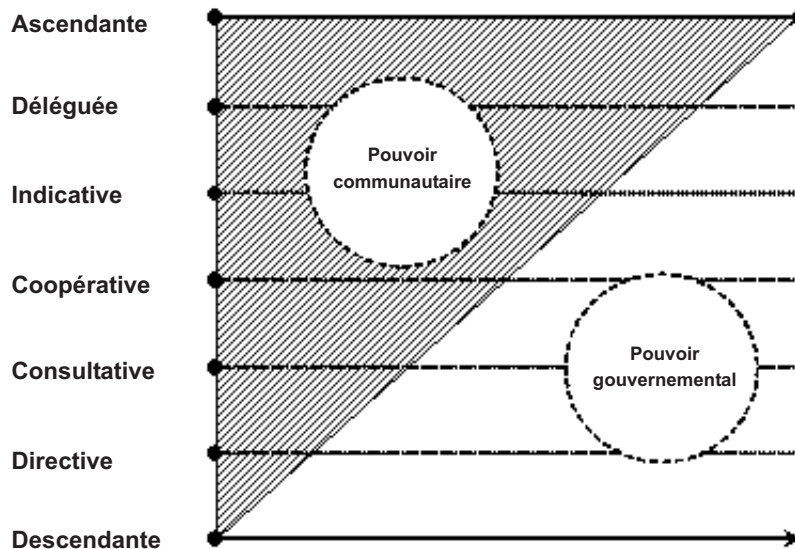 Ascendante
Déléguée
Pouvoir
communautaire
Indicative
Coopérative
Pouvoir
gouvernemental
Consultative
Directive
Descendante